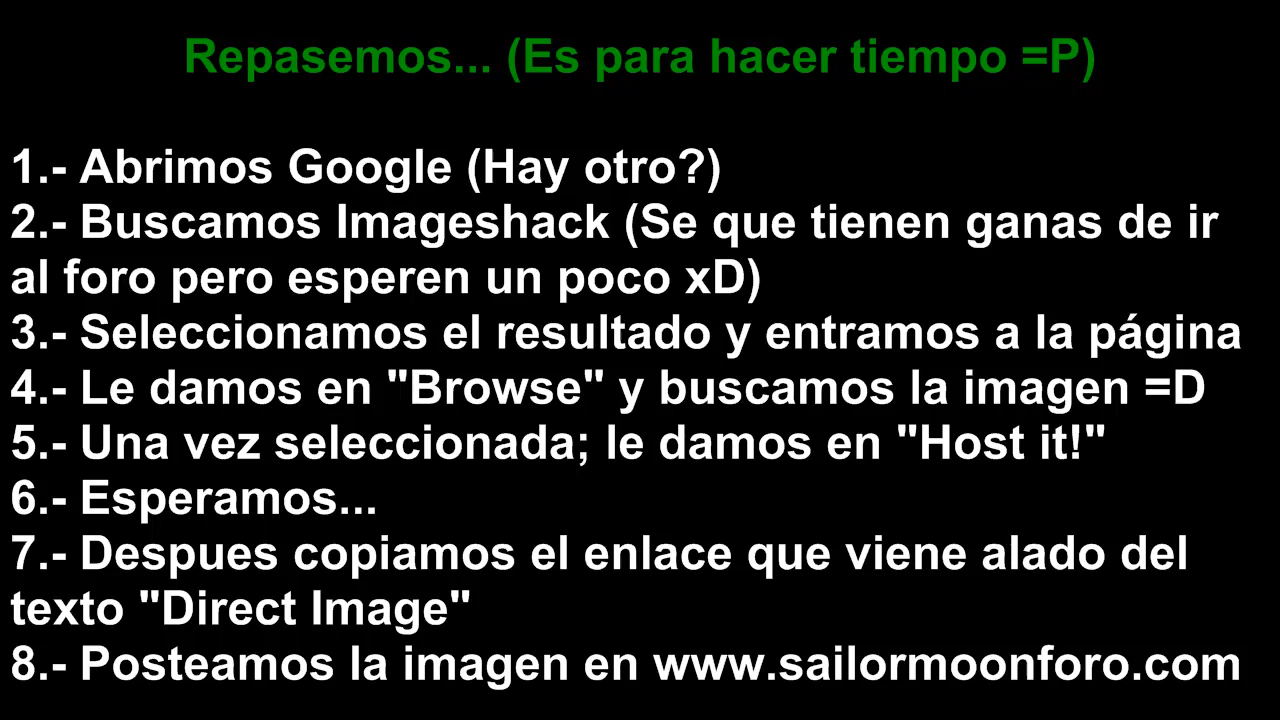 Repasemos... (Es para hacer tiempo =P)
1.- Abrimos Google (Hay otro?)
2.- Buscamos Imageshack (Se que tienen ganas de ir
al foro pero esperen un poco xD)
3.- Seleccionamos el resultado y entramos a la página
4.- Le damos en "Browse" y buscamos la imagen =D
5.- Una vez seleccionada; le damos en "Host it!"
6.- Esperamos...
7.- Despues copiamos el enlace que viene alado del
texto "Direct Image"
8.- Posteamos la imagen en www.sailormoonforo.com